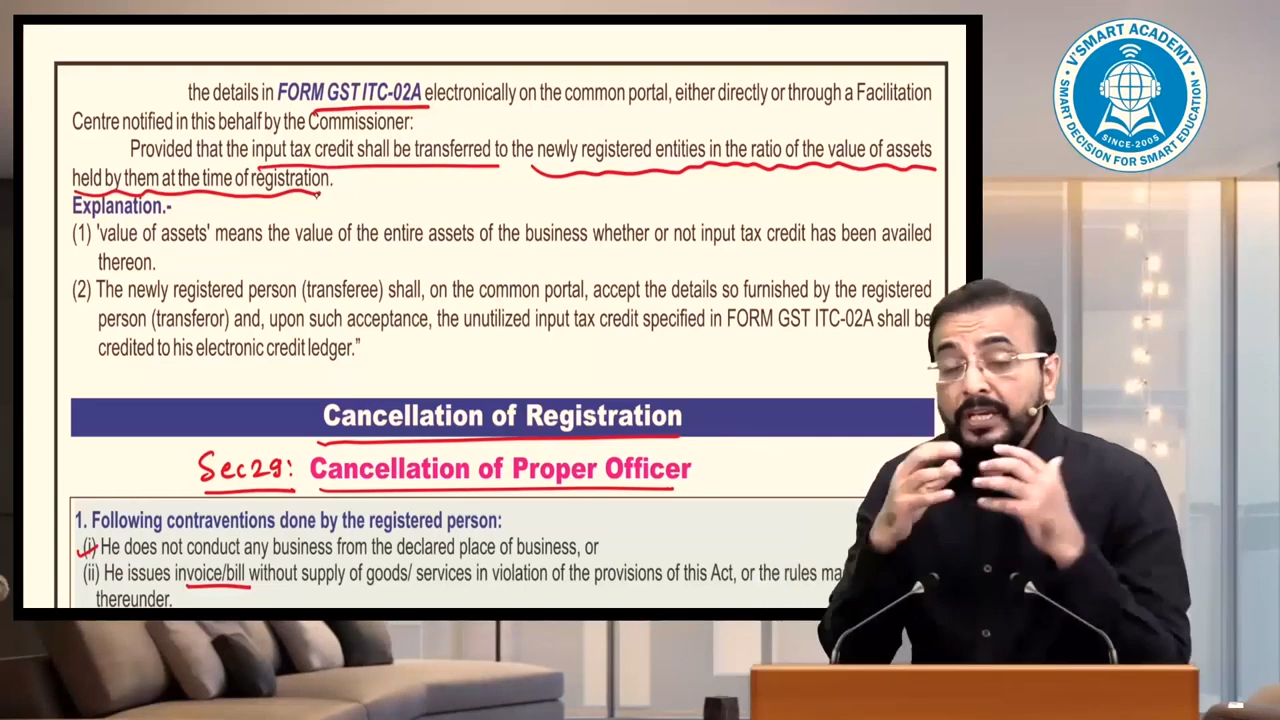 the details in FORM GST ITC-02A electronically on the common portal, either directly or through a Facilitation
Centre notified in this behalf by the Commissioner:
Provided that the input tax credit shall be transferred to the newly registered entities in the ratio of the value of assets
held by them at the time of registration.
Explanation.-
(1) 'value of assets' means the value of the entire assets of the business whether or not input tax credit has been availed
thereon.
(2) The newly registered person (transferee) shall, on the common portal, accept the details so furnished by the registered
person (transferor) and, upon such acceptance, the unutilized input tax credit specified in FORM GST ITC-02A shall be
credited to his electronic credit ledger.”
Cancellation of Registration
Sec 29: Cancellation of Proper Officer
1. Following contraventions done by the registered person:
(i) He does not conduct any business from the declared place of business, or
(ii) He issues invoice/bill without supply of goods/ services in violation of the provisions of this Act, or the rules ma
thereunder.
V'SMART ACADEMY
SMART DECISION FOR SMART EDUCATION
SINCE-2005